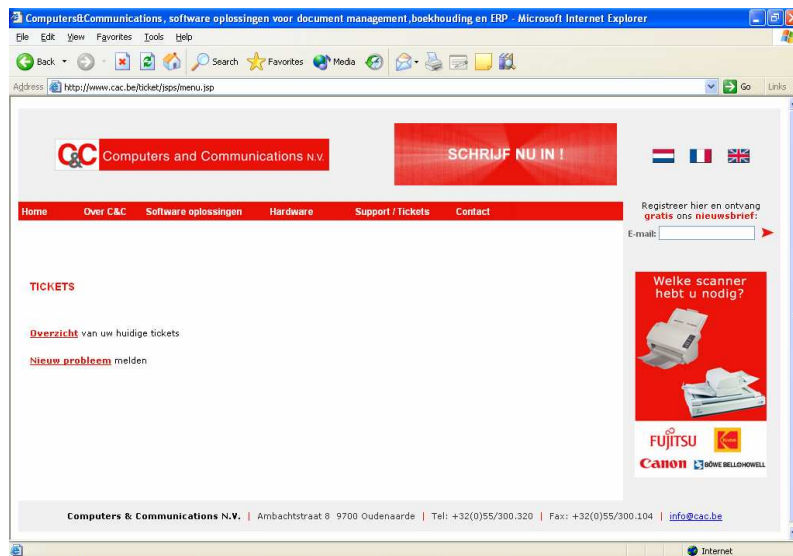 Computers&Communications, software oplossingen voor document management,boekhouding en ERP - Microsoft Internet Explorer
File Edit View Favorites Tools Help
Back Search Favorites Media
Address http://www.cac.be/ticket/jsps/menu.jsp Go Links
C&C Computers and Communications N.V.
SCHRIJF NU IN !
Home Over C&C Software oplossingen Hardware Support / Tickets Contact
Registreer hier en ontvang
gratis ons nieuwsbrief:
E-mail:
TICKETS
Overzicht van uw huidige tickets
Nieuw probleem melden
Welke scanner
hebt u nodig?
FUJITSU Kodak
Canon BÖWE BELL+HOWELL
Computers & Communications N.V. | Ambachtstraat 8 9700 Oudenaarde | Tel: +32(0)55/300.320 | Fax: +32(0)55/300.104 | info@cac.be
Internet